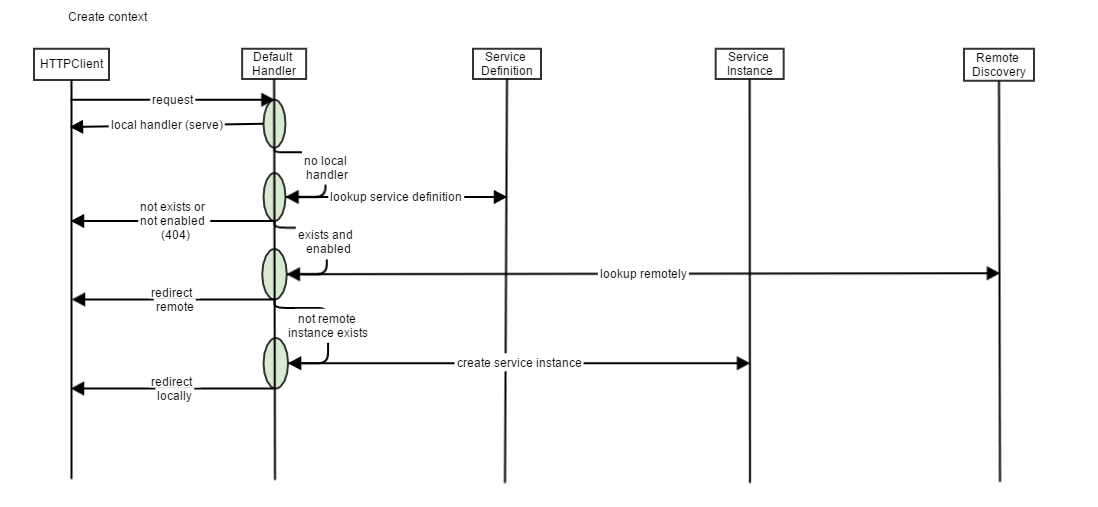 Create context
HTTPClient
Default
Handler
Service
Definition
Service
Instance
Remote
Discovery
request
local handler (serve)
no local
handler
lookup service definition
not exists or
not enabled
(404)
exists and
enabled
lookup remotely
redirect
remote
not remote
instance exists
create service instance
redirect
locally